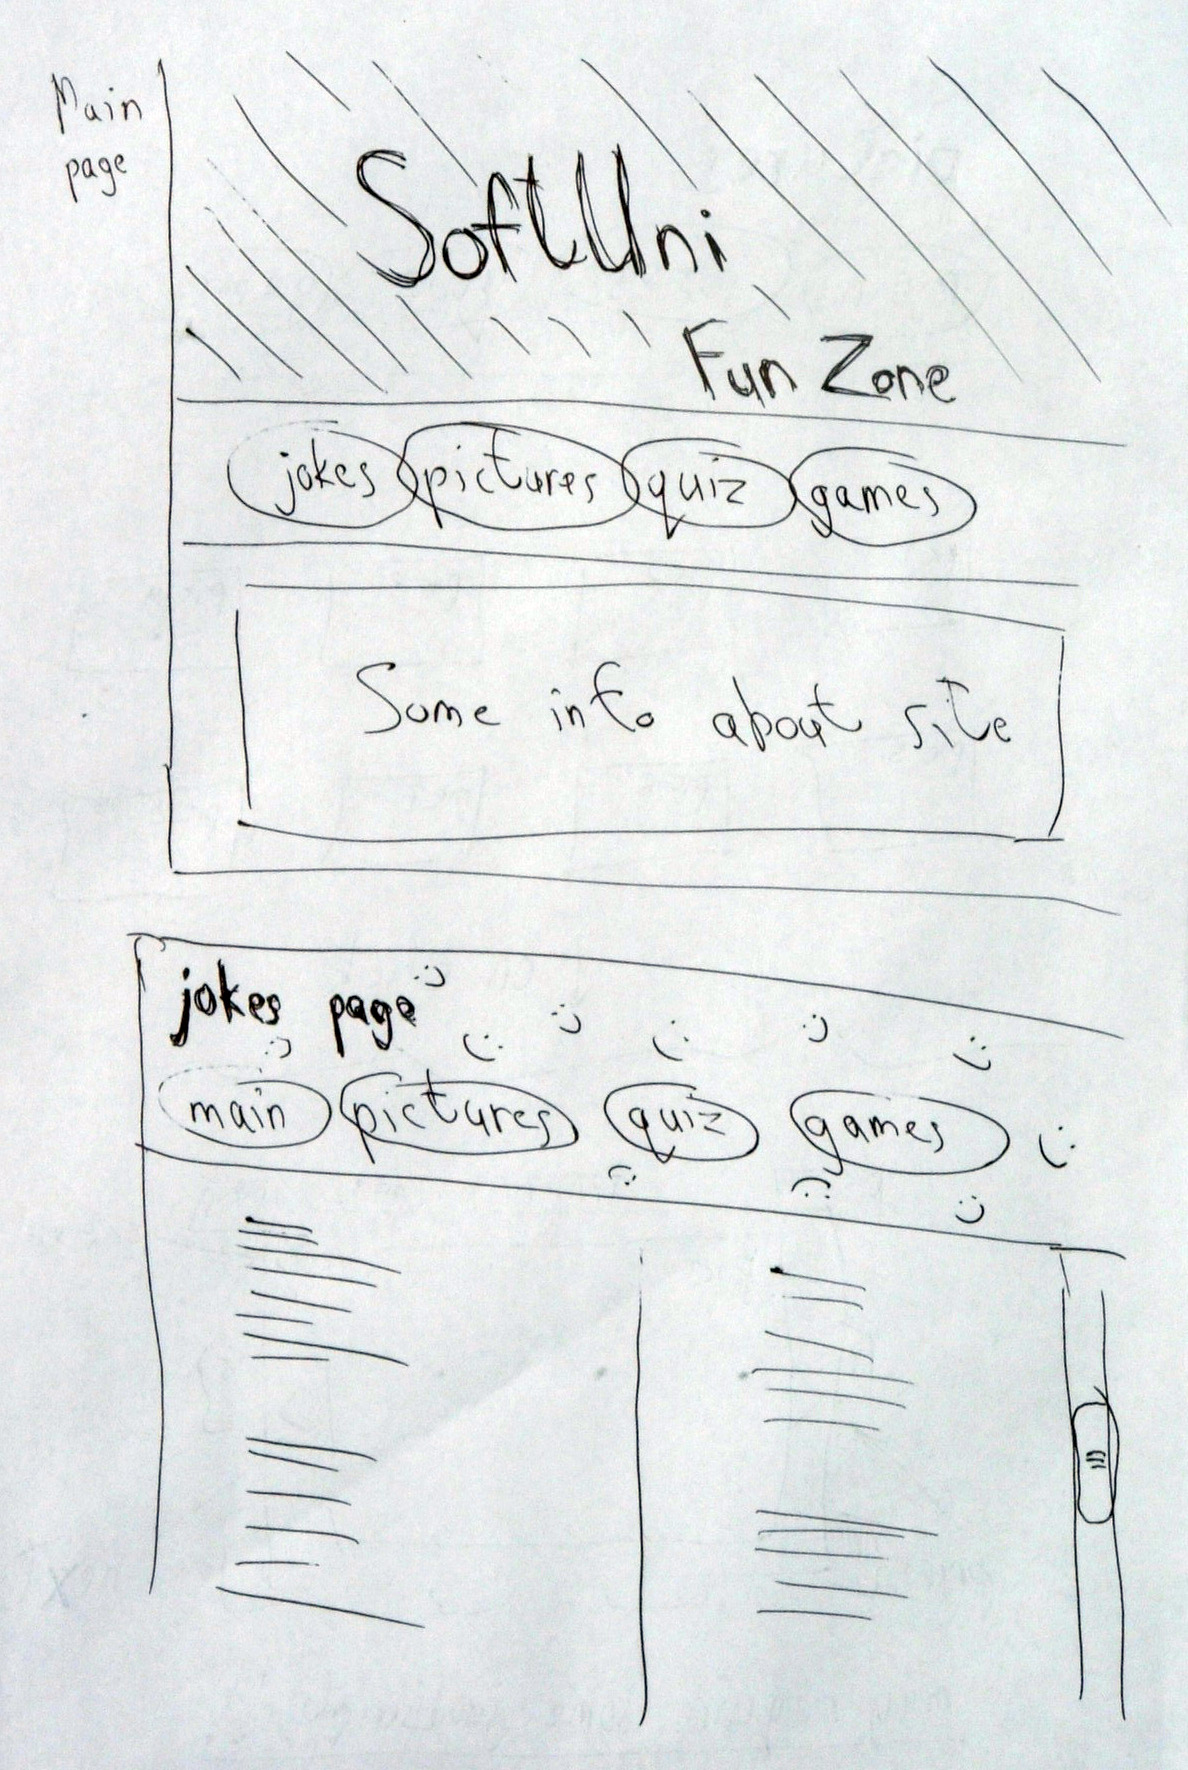 Main
page
SoftUni
Fun Zone
jokes pictures quiz games
Some info about site
jokes page
main pictures quiz games